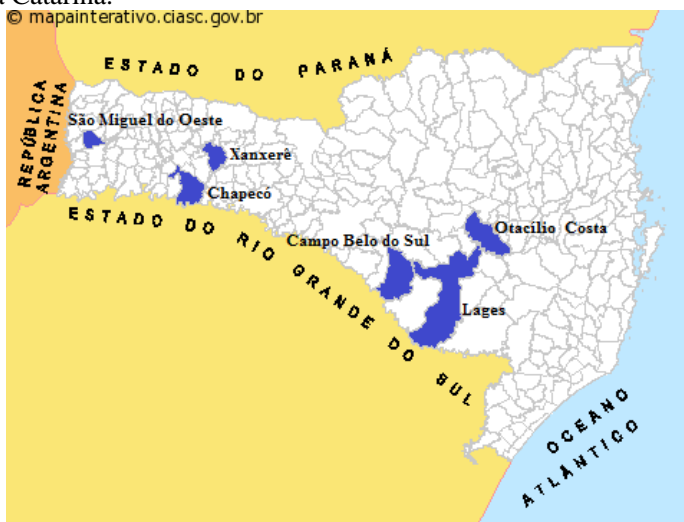 a Catarina.
© mapainterativo.ciasc.gov.br
ESTADO DO PARANÁ
REPÚBLICA
ARGENTINA
São Miguel do Oeste
Xanxerê
Chapecó
ESTADO DO RIO GRANDE DO SUL
Campo Belo do Sul
Otacílio Costa
Lages
OCEANO
ATLÂNTICO